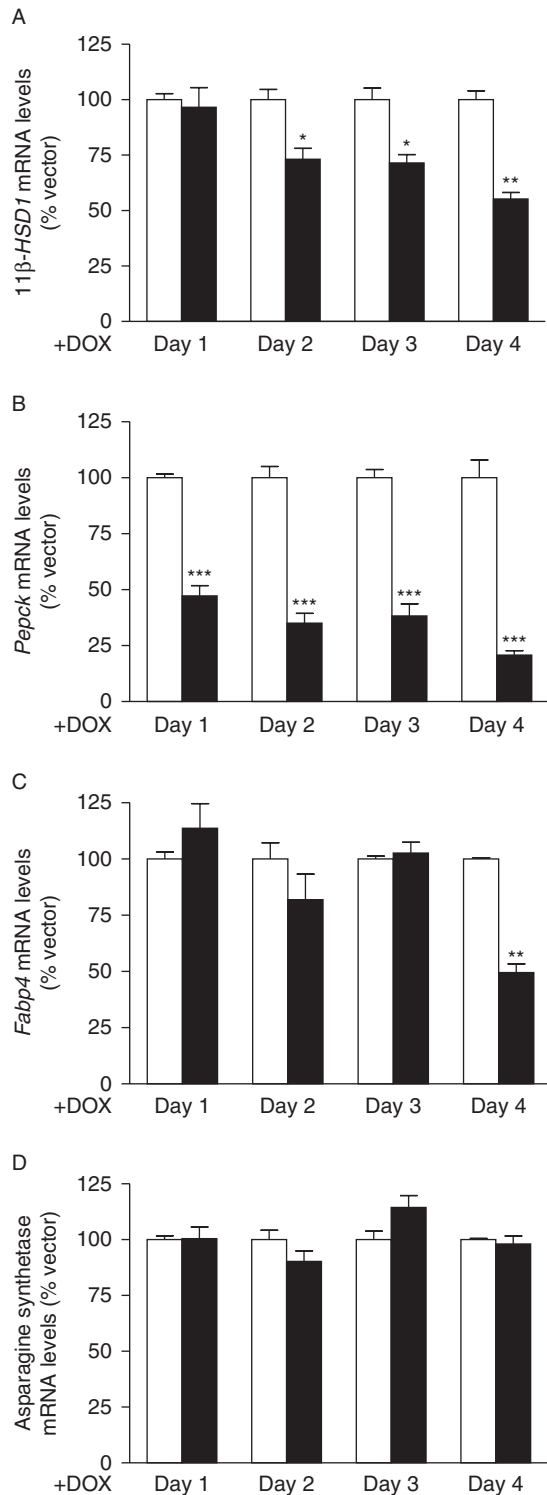 A
125
100
75
50
25
0
11β-HSD1 mRNA levels
(% vector)
*
*
**
+DOX Day 1 Day 2 Day 3 Day 4
B
125
100
75
50
25
0
Pepck mRNA levels
(% vector)
***
***
***
***
+DOX Day 1 Day 2 Day 3 Day 4
C
125
100
75
50
25
0
Fabp4 mRNA levels
(% vector)
**
+DOX Day 1 Day 2 Day 3 Day 4
D
125
100
75
50
25
0
Asparagine synthetase
mRNA levels (% vector)
+DOX Day 1 Day 2 Day 3 Day 4